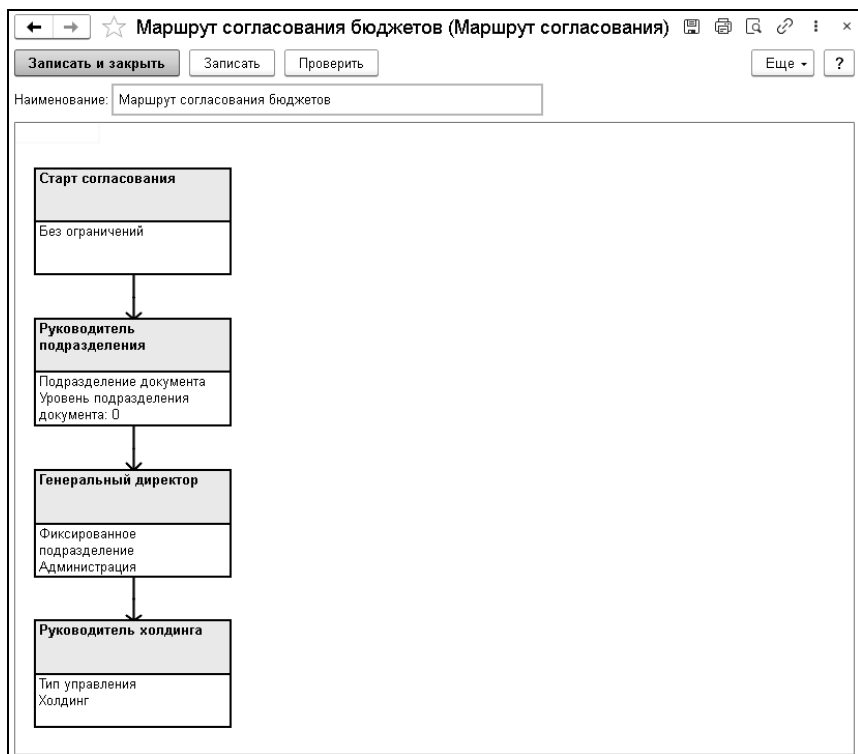 Маршрут согласования бюджетов (Маршрут согласования)
Записать и закрыть Записать Проверить Еще ?
Наименование: Маршрут согласования бюджетов
Старт согласования
Без ограничений
Руководитель
подразделения
Подразделение документа
Уровень подразделения
документа: 0
Генеральный директор
Фиксированное
подразделение
Администрация
Руководитель холдинга
Тип управления
Холдинг